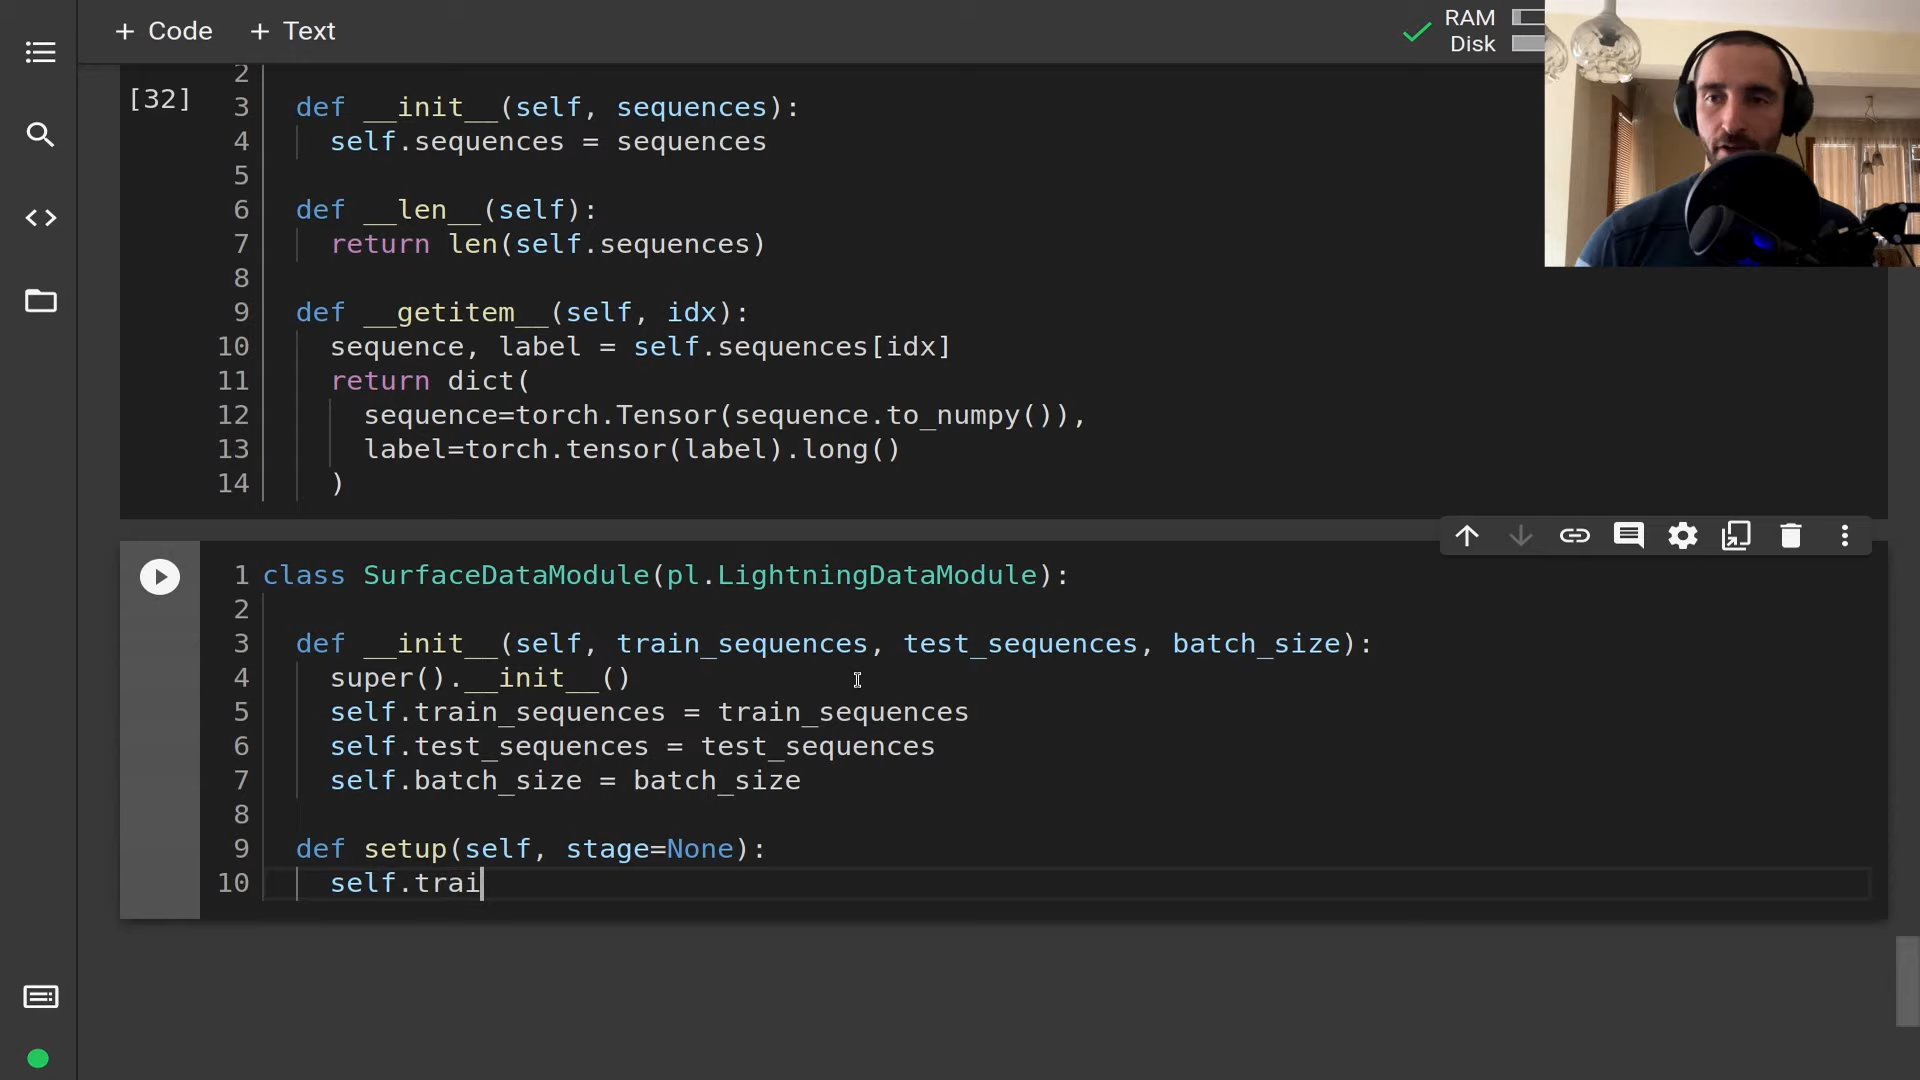 + Code + Text
RAM
Disk
2
[32]
3 def __init__(self, sequences):
4 self.sequences = sequences
5
6 def __len__(self):
7 return len(self.sequences)
8
9 def __getitem__(self, idx):
10 sequence, label = self.sequences[idx]
11 return dict(
12 sequence=torch.Tensor(sequence.to_numpy()),
13 label=torch.tensor(label).long()
14 )
1 class SurfaceDataModule(pl.LightningDataModule):
2
3 def __init__(self, train_sequences, test_sequences, batch_size):
4 super().__init__()
5 self.train_sequences = train_sequences
6 self.test_sequences = test_sequences
7 self.batch_size = batch_size
8
9 def setup(self, stage=None):
10 self.trai